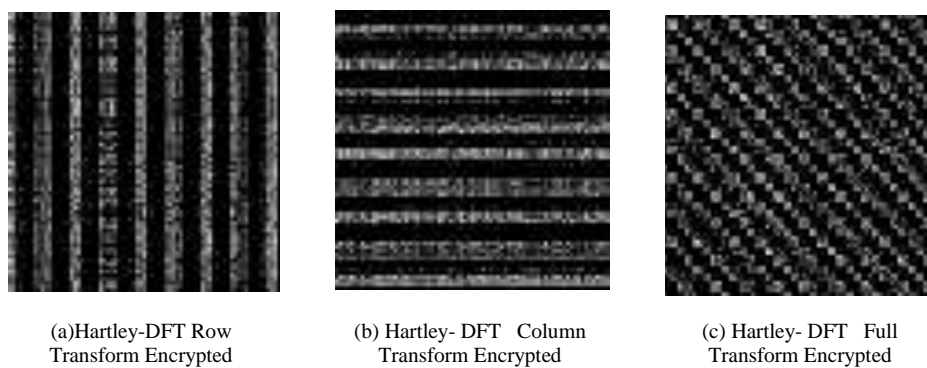 (a)Hartley-DFT Row
Transform Encrypted
(b) Hartley- DFT Column
Transform Encrypted
(c) Hartley- DFT Full
Transform Encrypted